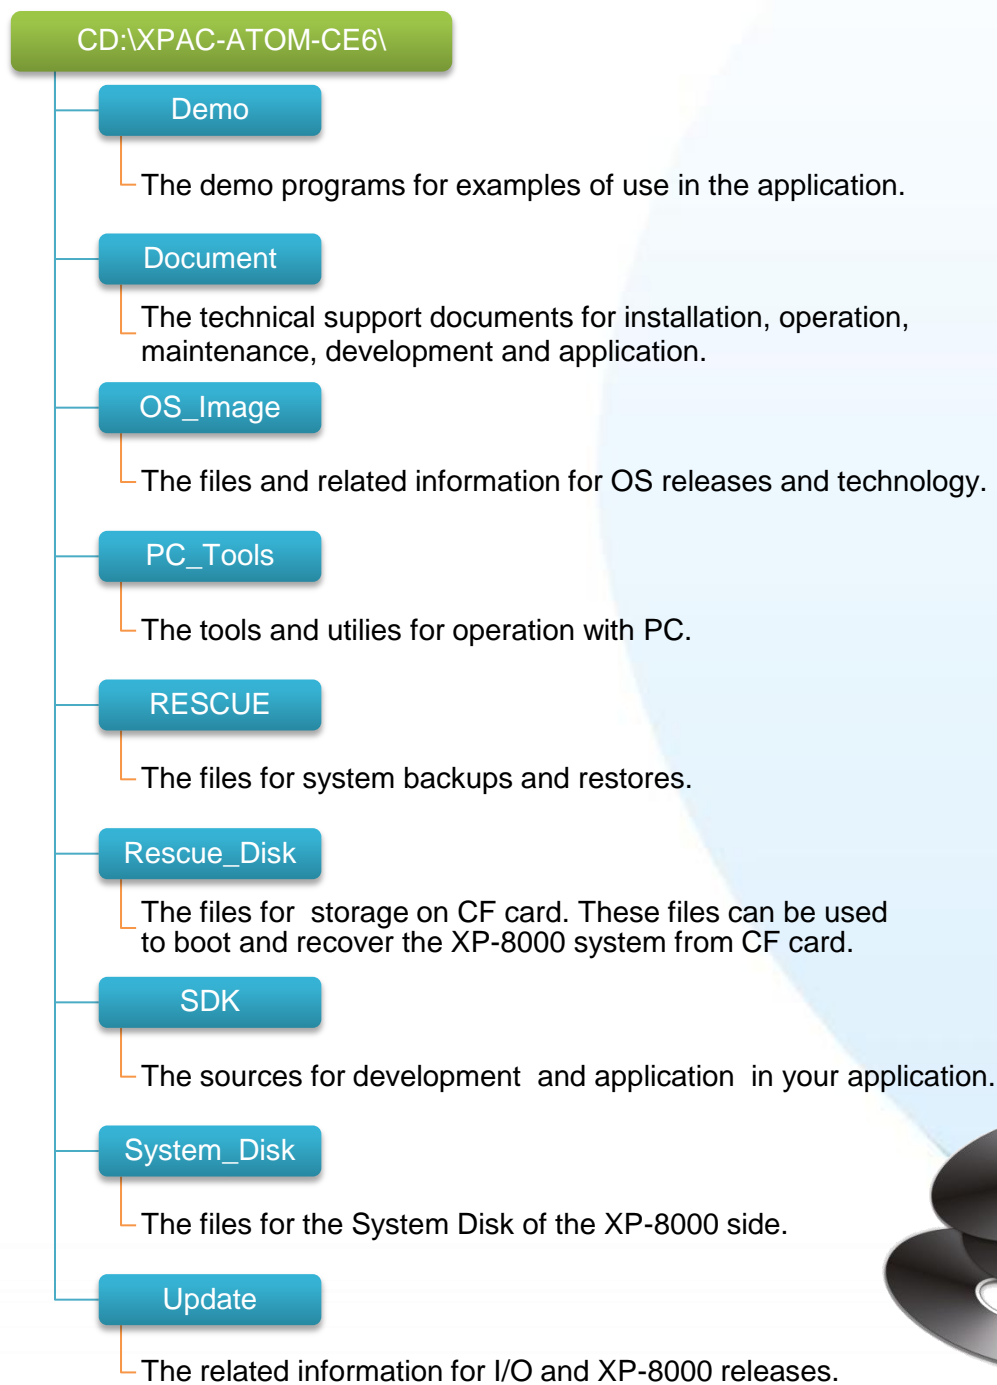 CD:\XPAC-ATOM-CE6\
Demo
The demo programs for examples of use in the application.
Document
The technical support documents for installation, operation,
maintenance, development and application.
OS_Image
The files and related information for OS releases and technology.
PC_Tools
The tools and utilies for operation with PC.
RESCUE
The files for system backups and restores.
Rescue_Disk
The files for  storage on CF card. These files can be used
to boot and recover the XP-8000 system from CF card.
SDK
The sources for development  and application  in your application.
System_Disk
The files for the System Disk of the XP-8000 side.
Update
The related information for I/O and XP-8000 releases.